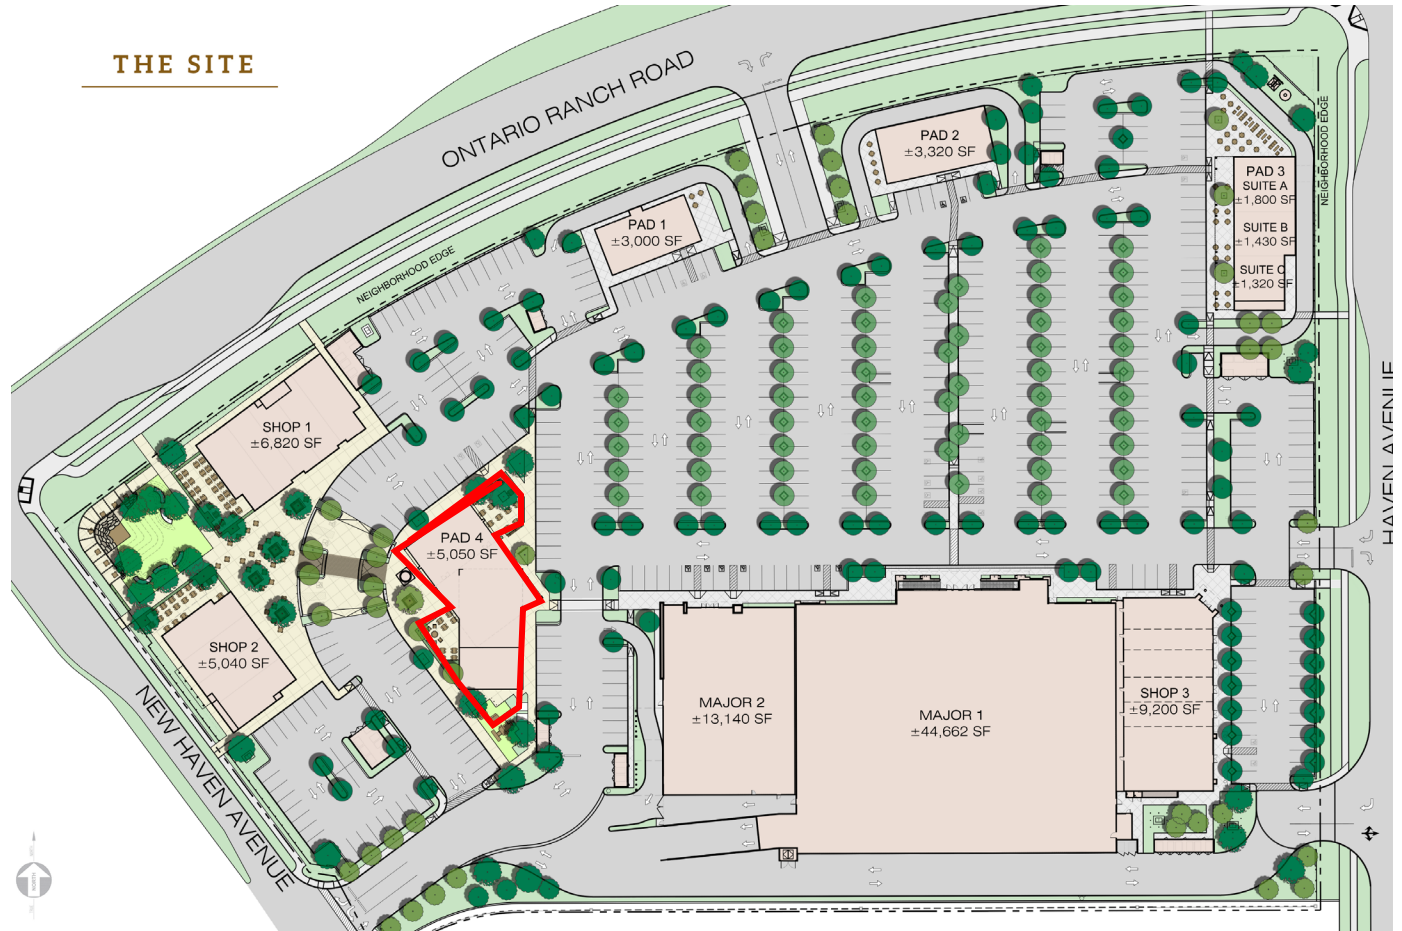 THE SITE
ONTARIO RANCH ROAD
PAD 2
±3,320 SF
PAD 3
SUITE A
±1,800 SF
SUITE B
±1,430 SF
SUITE C
±1,320 SF
NEIGHBORHOOD EDGE
PAD 1
±3,000 SF
NEIGHBORHOOD EDGE
HAVEN AVENUE
SHOP 1
±6,820 SF
PAD 4
±5,050 SF
SHOP 2
±5,040 SF
NEW HAVEN AVENUE
MAJOR 2
±13,140 SF
MAJOR 1
±44,662 SF
SHOP 3
±9,200 SF
NORTH